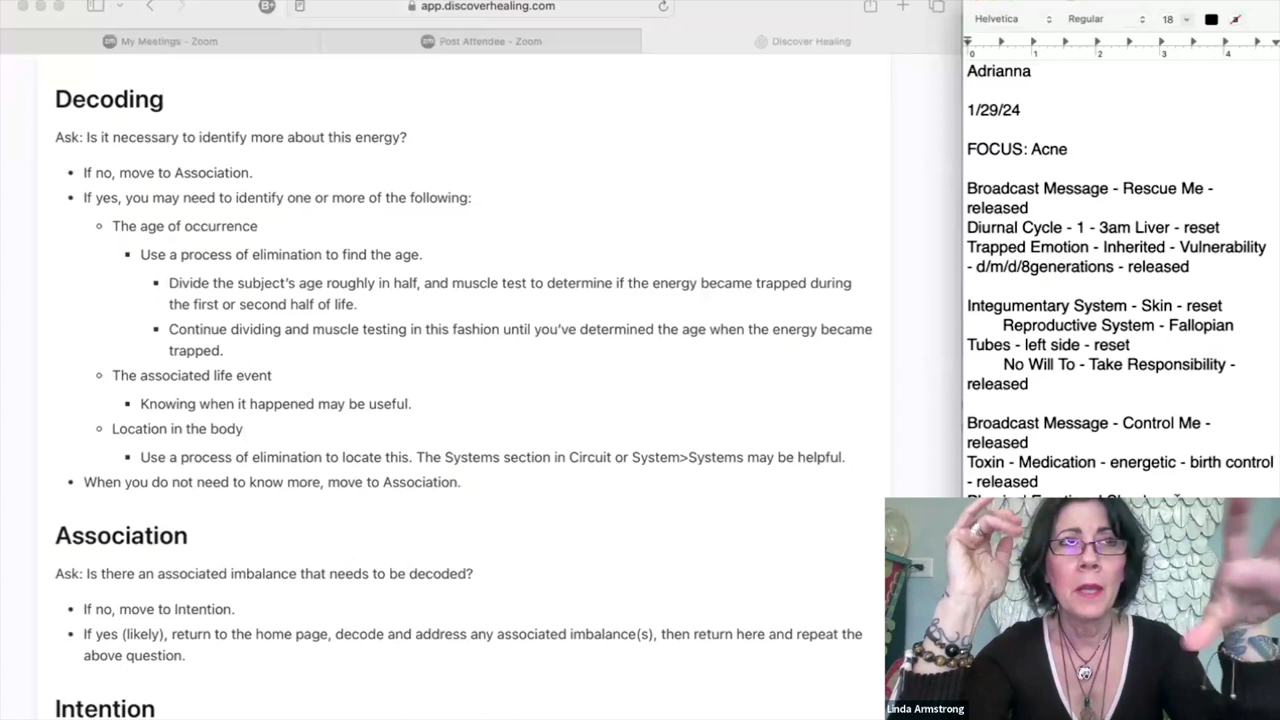 app.discoverhealing.com
My Meetings - Zoom
Post Attendee - Zoom
Discover Healing
Decoding
Ask: Is it necessary to identify more about this energy?
• If no, move to Association.
• If yes, you may need to identify one or more of the following:
The age of occurrence
Use a process of elimination to find the age.
Divide the subject's age roughly in half, and muscle test to determine if the energy became trapped during
the first or second half of life.
Continue dividing and muscle testing in this fashion until you've determined the age when the energy became
trapped.
The associated life event
Knowing when it happened may be useful.
Location in the body
Use a process of elimination to locate this. The Systems section in Circuit or System>Systems may be helpful.
• When you do not need to know more, move to Association.
Association
Ask: Is there an associated imbalance that needs to be decoded?
• If no, move to Intention.
• If yes (likely), return to the home page, decode and address any associated imbalance(s), then return here and repeat the
above question.
Intention
Helvetica
Regular
18
0 1 2 3 4
Adrianna
1/29/24
FOCUS: Acne
Broadcast Message - Rescue Me -
released
Diurnal Cycle - 1 - 3am Liver - reset
Trapped Emotion - Inherited - Vulnerability
- d/m/d/8generations - released
Integumentary System - Skin - reset
Reproductive System - Fallopian
Tubes - left side - reset
No Will To - Take Responsibility -
released
Broadcast Message - Control Me -
released
Toxin - Medication - energetic - birth control
- released
Linda Armstrong